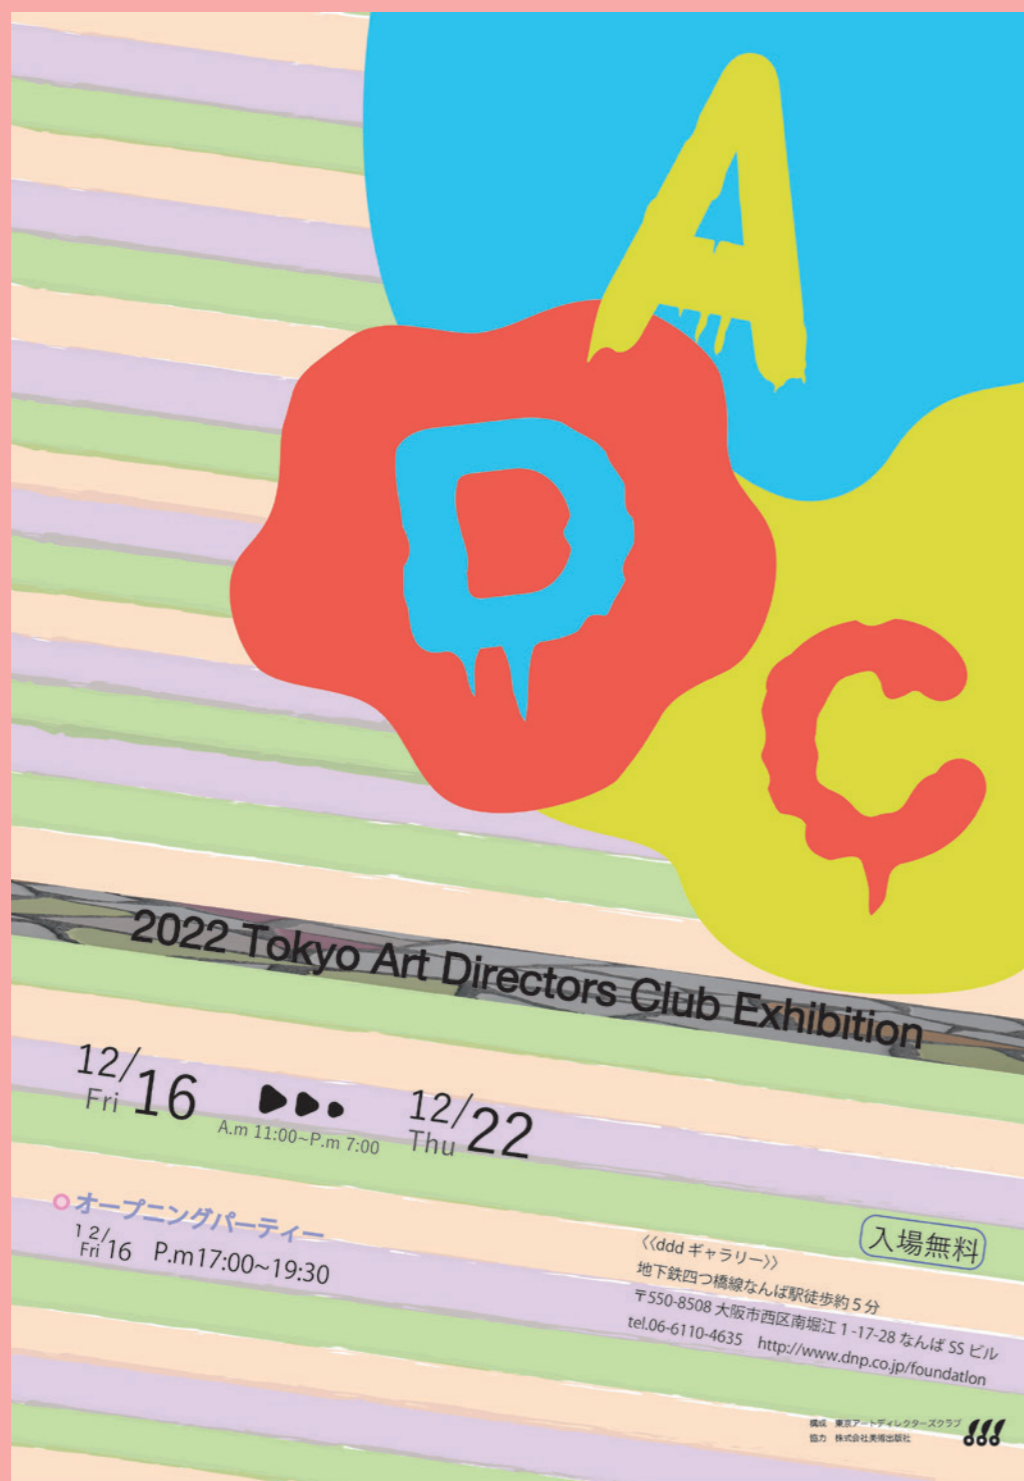 A
D
C
2022 Tokyo Art Directors Club Exhibition
12/16 Fri
A.m 11:00~P.m 7:00
12/22 Thu
オープニングパーティー
12/16 Fri P.m17:00~19:30
入場無料
《ddd ギャラリー》
地下鉄四つ橋線なんば駅徒歩約 5 分
〒550-8508 大阪市西区南堀江 1 -17-28 なんば SS ビル
tel.06-6110-4635 http://www.dnp.co.jp/foundatlon
構成 東京アートディレクターズクラブ
協力 株式会社美術出版社